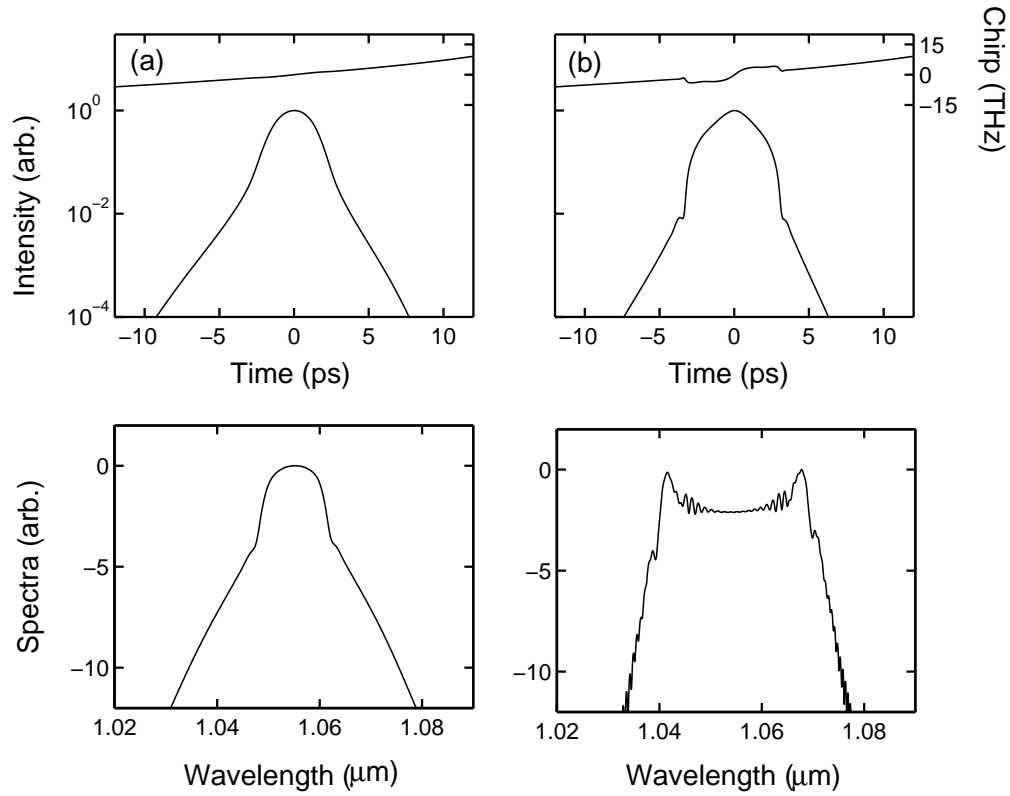 (a)
(b)
15
0
−15
Chirp (THz)
10⁰
10⁻²
10⁻⁴
Intensity (arb.)
−10 −5 0 5 10
Time (ps)
−10 −5 0 5 10
Time (ps)
0
−5
−10
Spectra (arb.)
1.02 1.04 1.06 1.08
Wavelength (μm)
0
−5
−10
1.02 1.04 1.06 1.08
Wavelength (μm)